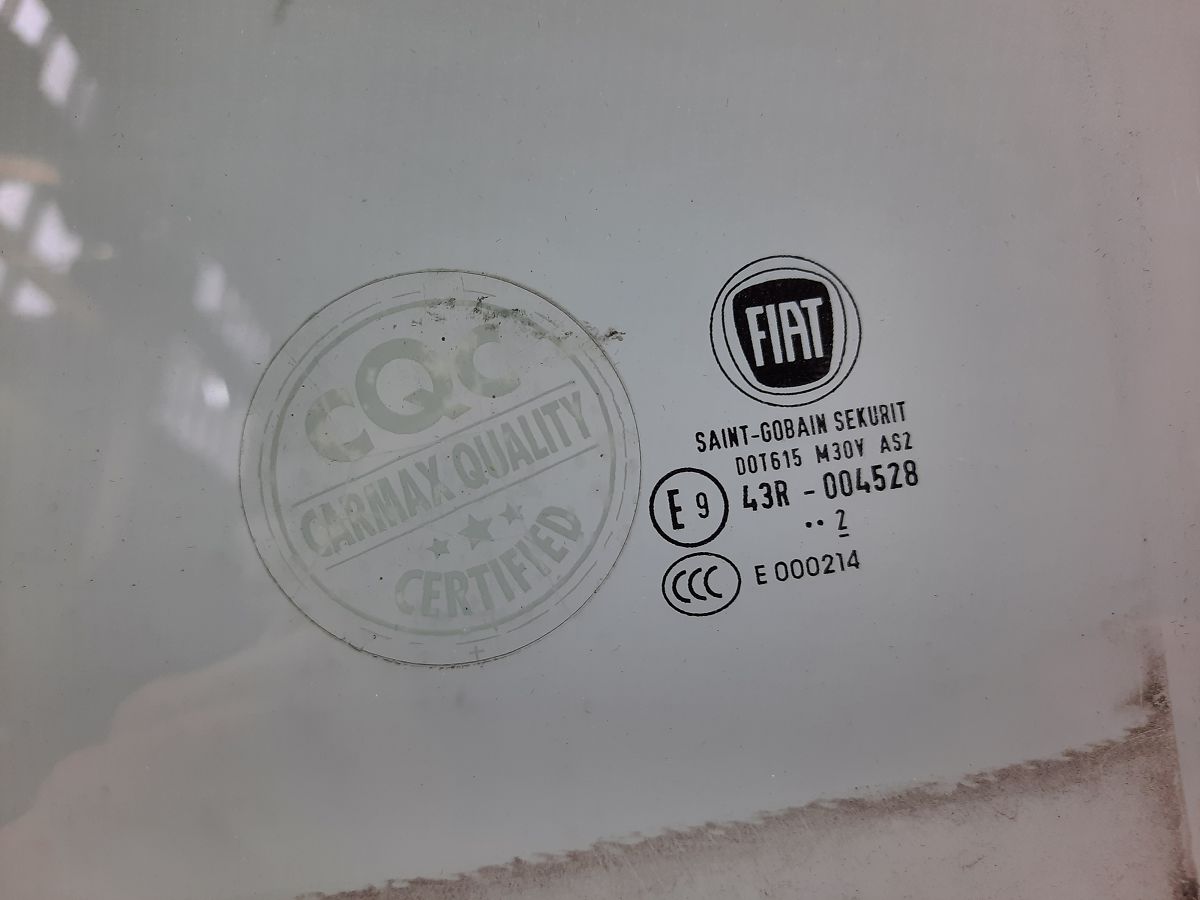 CQC
CARMAX QUALITY
CERTIFIED
FIAT
SAINT-GOBAIN SEKURIT
DOT615 M30V AS2
E 9
43R - 004528
·· 2
CCC
E 000214